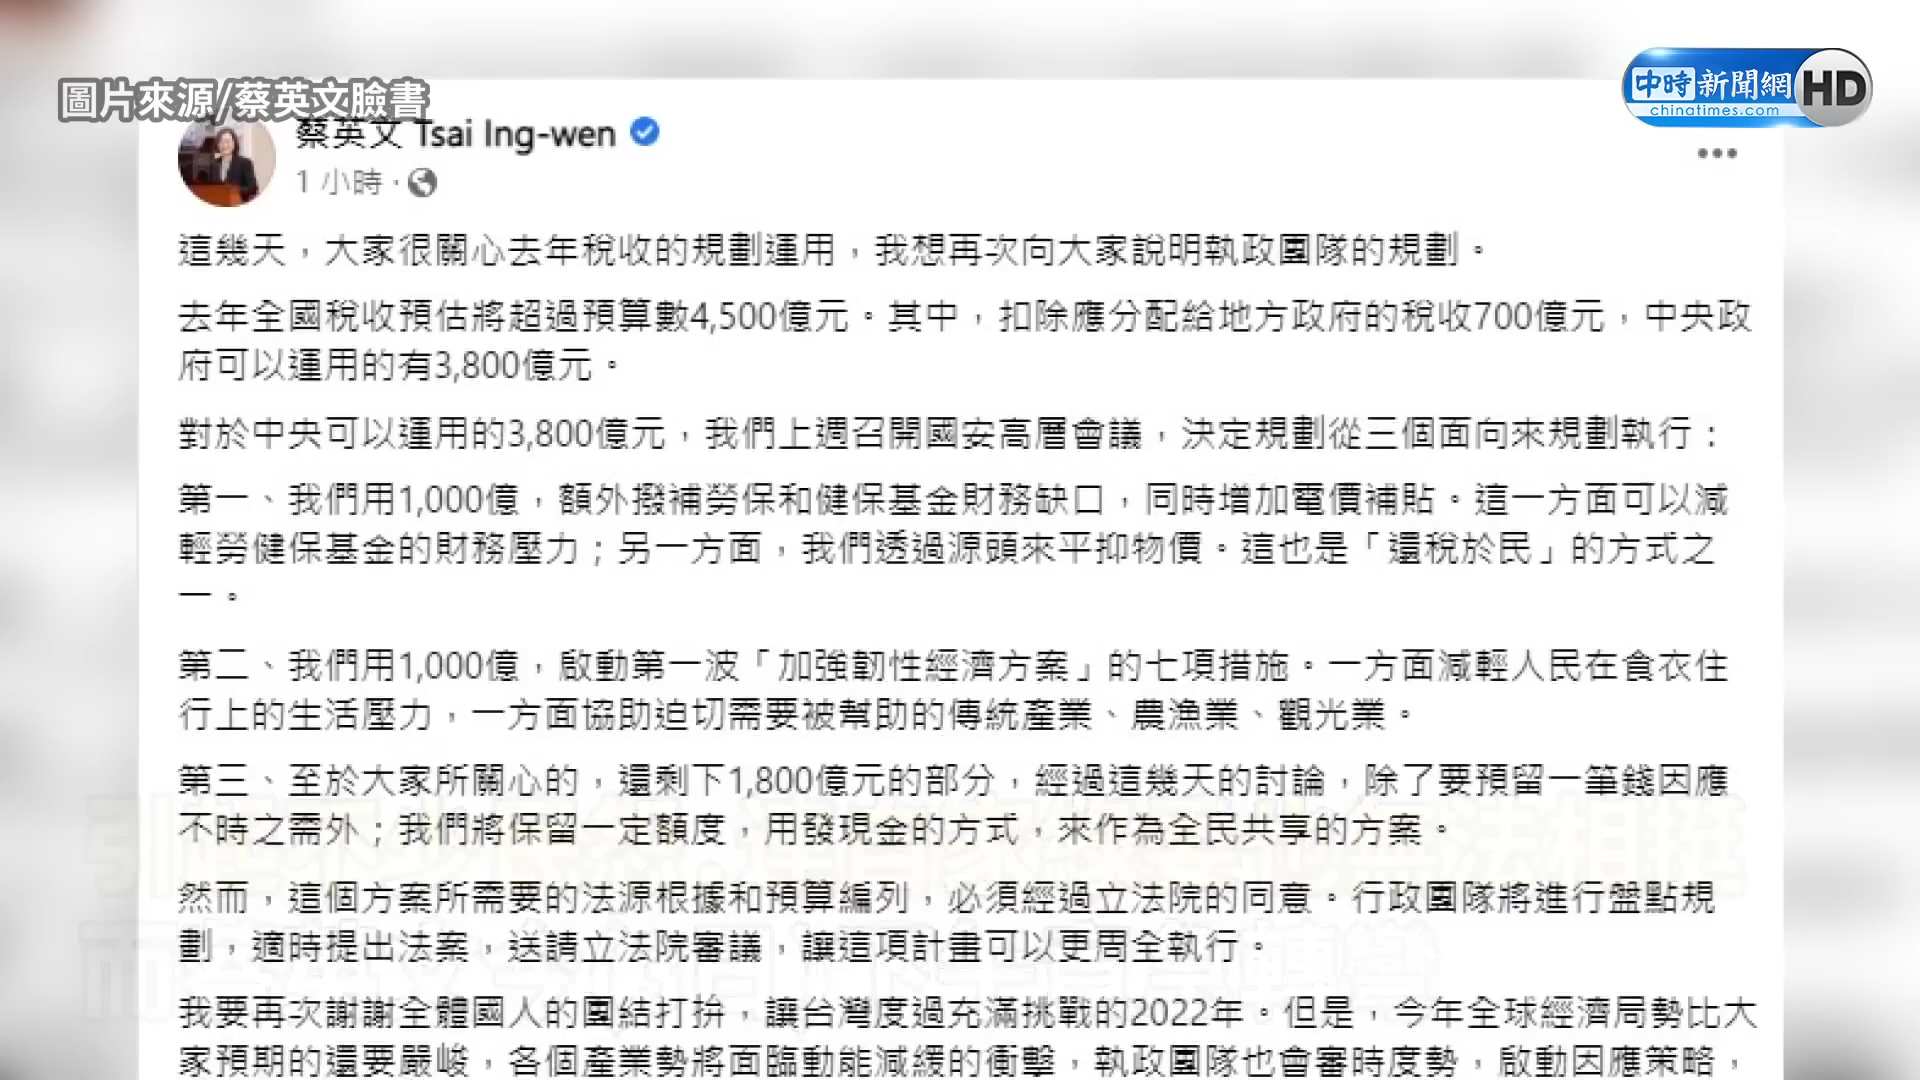 圖片來源/蔡英文臉書
中時新聞網HD
chinatimes.com
蔡英文 Tsai Ing-wen
1 小時 ·
這幾天，大家很關心去年稅收的規劃運用，我想再次向大家說明執政團隊的規劃。
去年全國稅收預估將超過預算數4,500億元。其中，扣除應分配給地方政府的稅收700億元，中央政
府可以運用的有3,800億元。
對於中央可以運用的3,800億元，我們上週召開國安高層會議，決定規劃從三個面向來規劃執行：
第一、我們用1,000億，額外撥補勞保和健保基金財務缺口，同時增加電價補貼。這一方面可以減
輕勞健保基金的財務壓力；另一方面，我們透過源頭來平抑物價。這也是「還稅於民」的方式之
一。
第二、我們用1,000億，啟動第一波「加強韌性經濟方案」的七項措施。一方面減輕人民在食衣住
行上的生活壓力，一方面協助迫切需要被幫助的傳統產業、農漁業、觀光業。
第三、至於大家所關心的，還剩下1,800億元的部分，經過這幾天的討論，除了要預留一筆錢因應
不時之需外；我們將保留一定額度，用發現金的方式，來作為全民共享的方案。
然而，這個方案所需要的法源根據和預算編列，必須經過立法院的同意。行政團隊將進行盤點規
劃，適時提出法案，送請立法院審議，讓這項計畫可以更周全執行。
我要再次謝謝全體國人的團結打拚，讓台灣度過充滿挑戰的2022年。但是，今年全球經濟局勢比大
家預期的還要嚴峻，各個產業勢將面臨動能減緩的衝擊，執政團隊也會審時度勢，啟動因應策略，